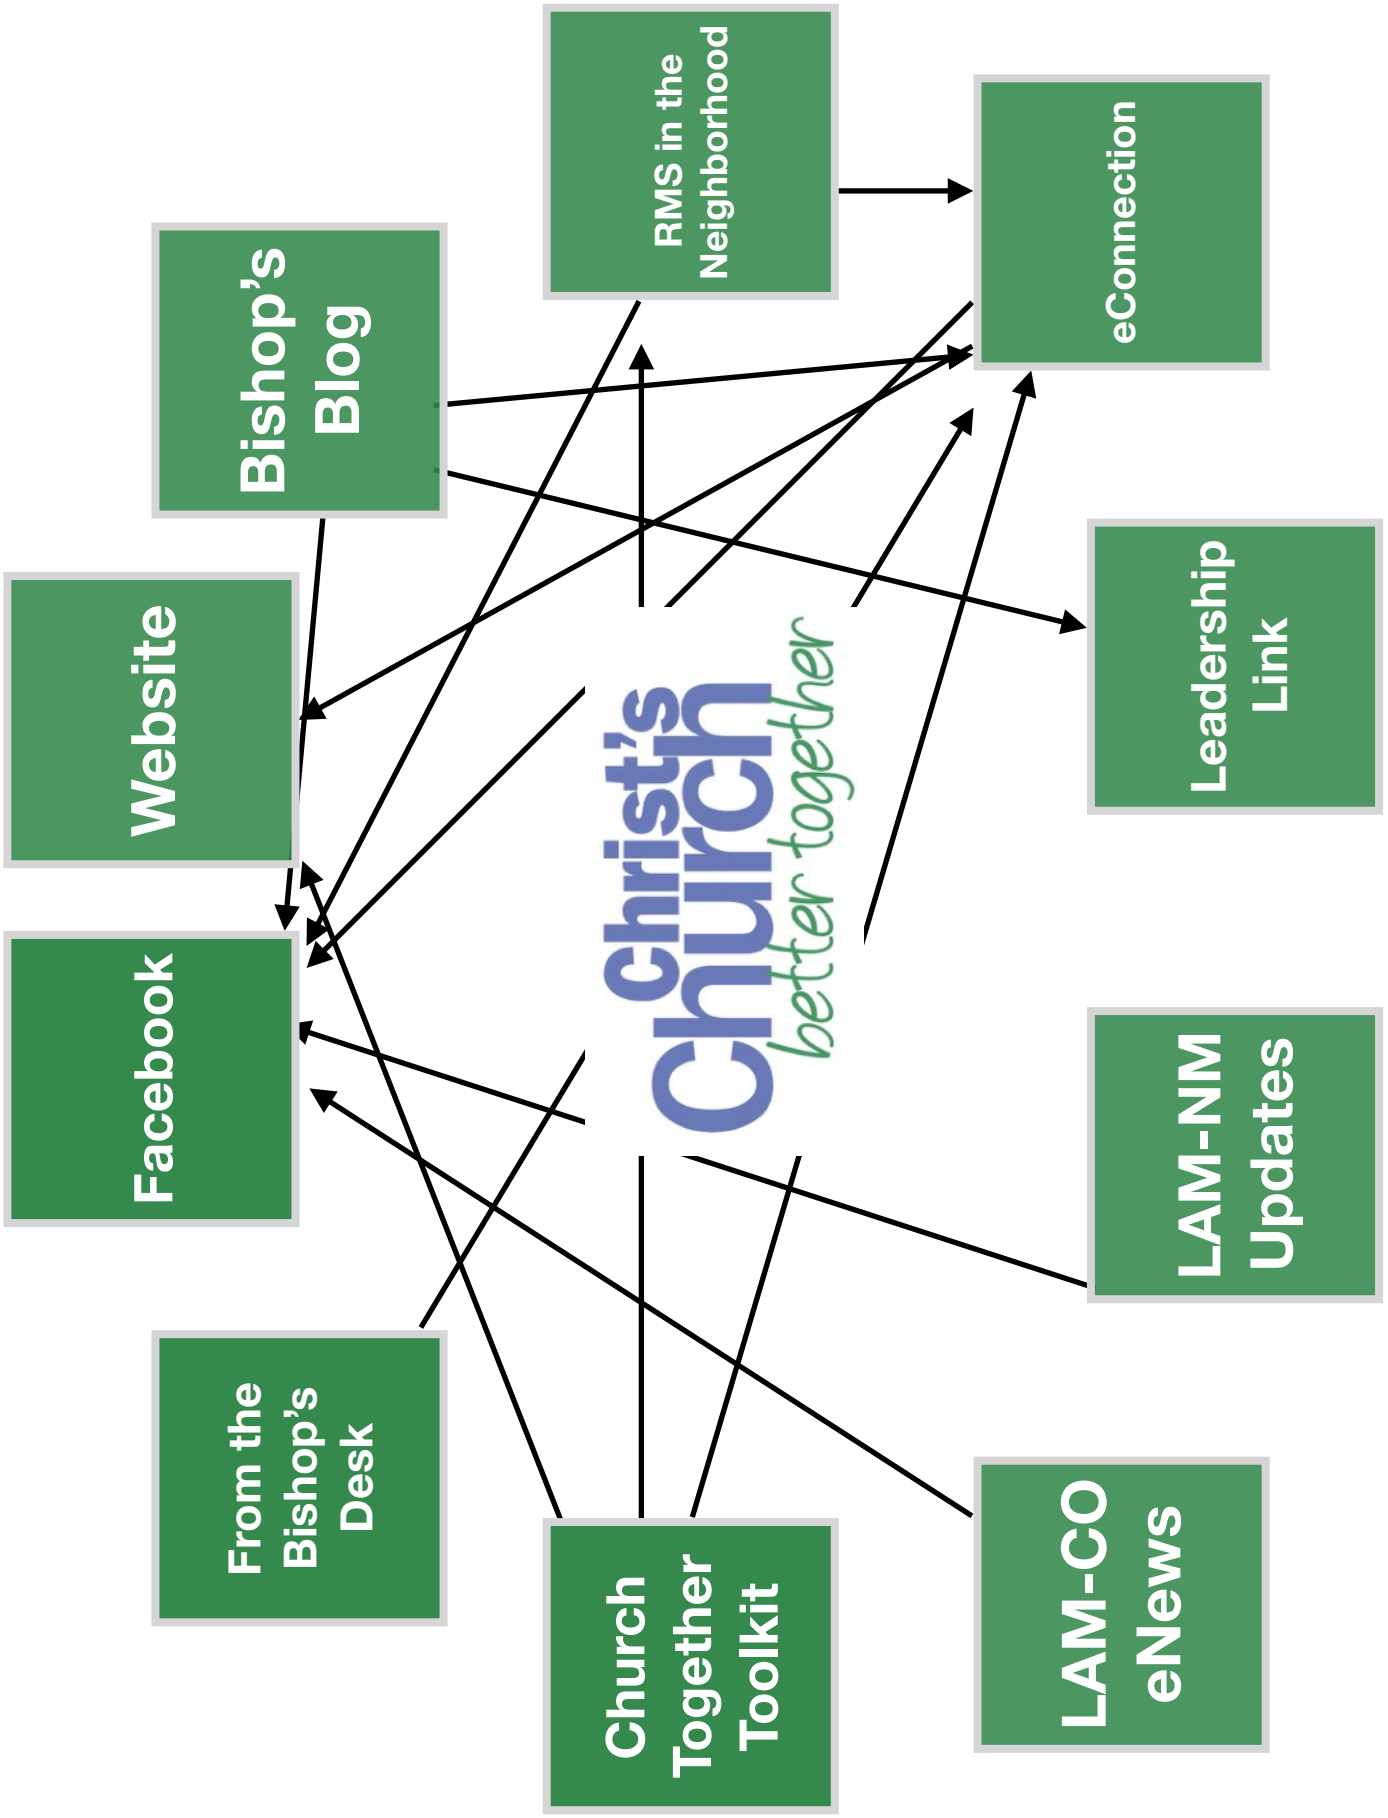 Facebook
Website
From the
Bishop’s
Desk
Bishop’s
Blog
Church
Together
Toolkit
Christ’s
Church
better together
RMS in the
Neighborhood
LAM-CO
eNews
eConnection
LAM-NM
Updates
Leadership
Link